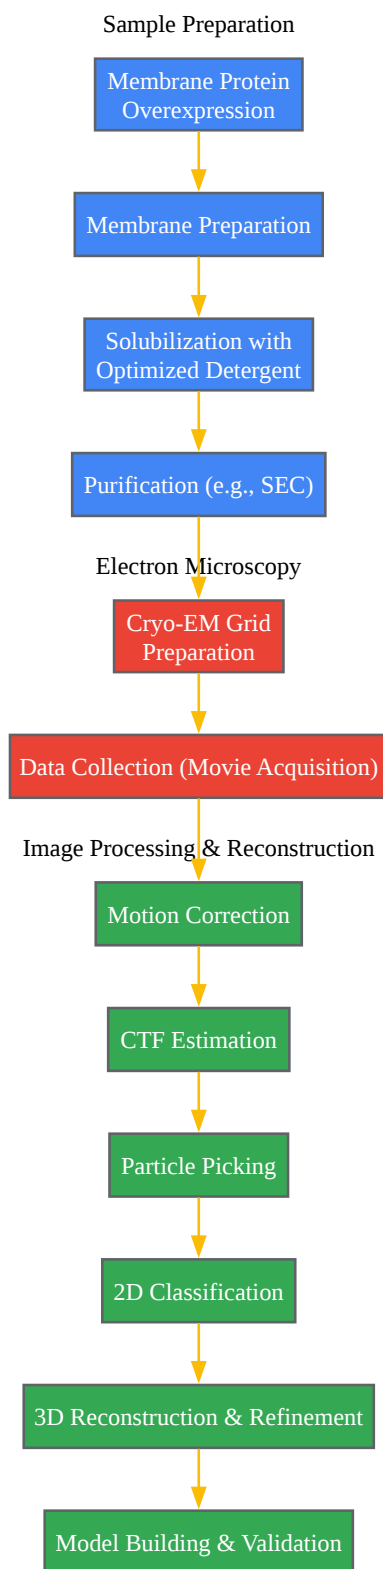 Sample Preparation
Membrane Protein
Overexpression
Membrane Preparation
Solubilization with
Optimized Detergent
Purification (e.g., SEC)
Electron Microscopy
Cryo-EM Grid
Preparation
Data Collection (Movie Acquisition)
Image Processing & Reconstruction
Motion Correction
CTF Estimation
Particle Picking
2D Classification
3D Reconstruction & Refinement
Model Building & Validation